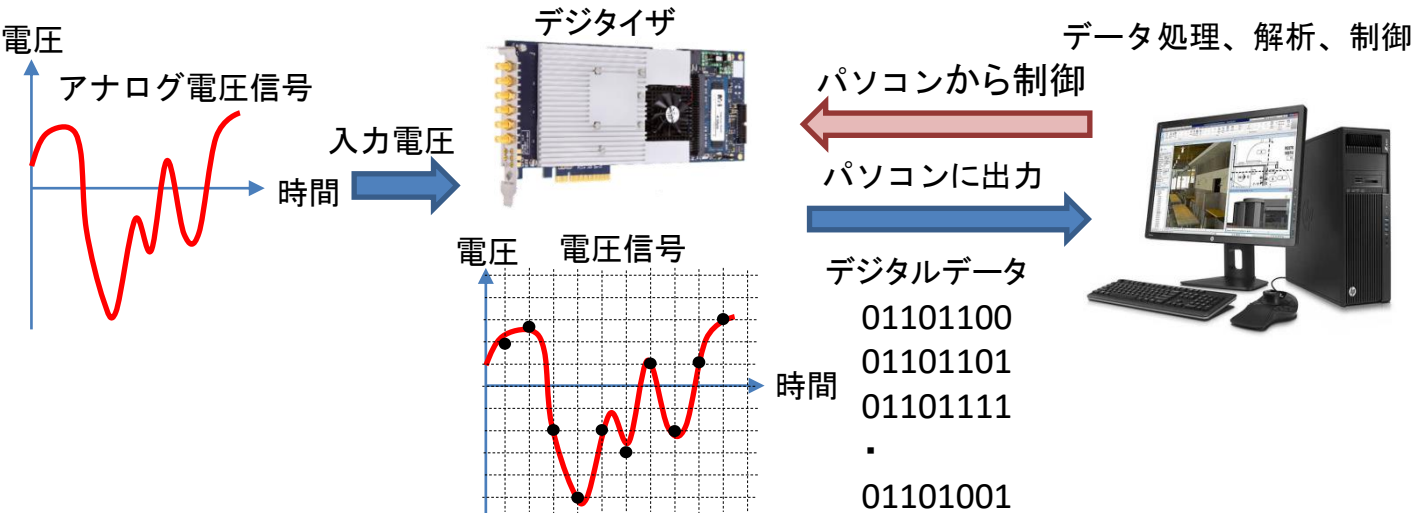 電圧
アナログ電圧信号
時間
入力電圧
デジタイザ
パソコンから制御
パソコンに出力
データ処理、解析、制御
電圧
電圧信号
時間
デジタルデータ
01101100
01101101
01101111
・
01101001